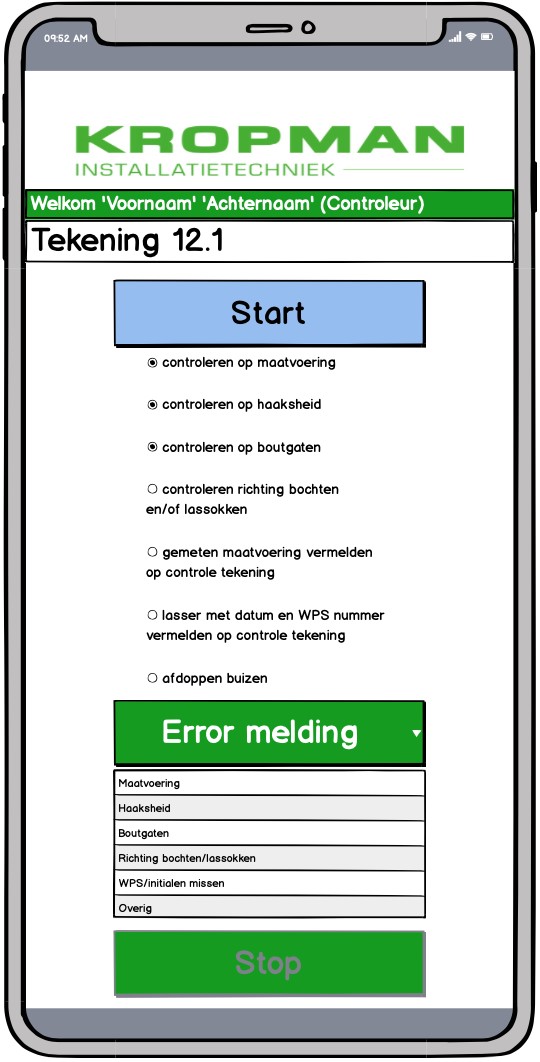 09:52 AM
KROPMAN
INSTALLATIETECHNIEK
Welkom 'Voornaam' 'Achternaam' (Controleur)
Tekening 12.1
Start
controleren op maatvoering
controleren op haaksheid
controleren op boutgaten
controleren richting bochten
en/of lassokken
gemeten maatvoering vermelden
op controle tekening
lasser met datum en WPS nummer
vermelden op controle tekening
afdoppen buizen
Error melding
Maatvoering
Haaksheid
Boutgaten
Richting bochten/lassokken
WPS/initialen missen
Overig
Stop